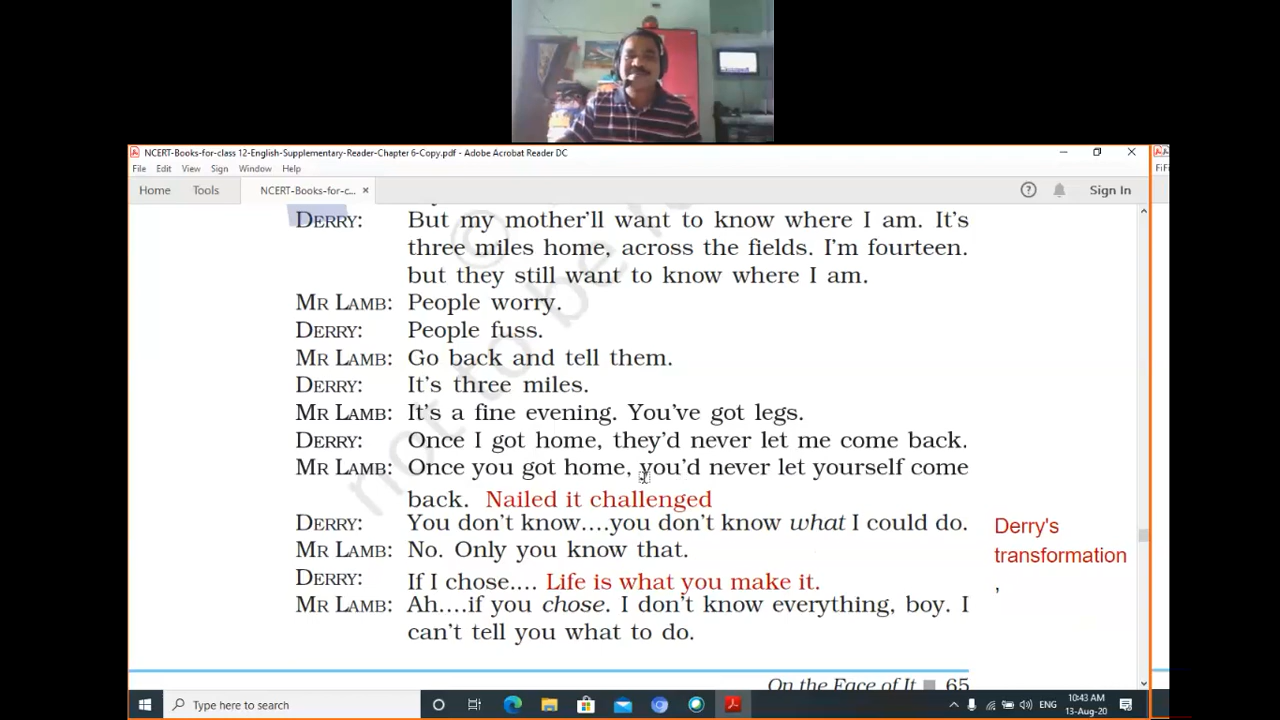 NCERT-Books-for-class 12-English-Supplementary-Reader-Chapter 6-Copy.pdf - Adobe Acrobat Reader DC
File Edit View Sign Window Help
Home Tools NCERT-Books-for-c... Sign In
DERRY: But my mother'll want to know where I am. It's
three miles home, across the fields. I'm fourteen.
but they still want to know where I am.
MR LAMB: People worry.
DERRY: People fuss.
MR LAMB: Go back and tell them.
DERRY: It's three miles.
MR LAMB: It's a fine evening. You've got legs.
DERRY: Once I got home, they'd never let me come back.
MR LAMB: Once you got home, you'd never let yourself come
back. Nailed it challenged
DERRY: You don't know....you don't know what I could do.
MR LAMB: No. Only you know that.
DERRY: If I chose.... Life is what you make it.
MR LAMB: Ah....if you chose. I don't know everything, boy. I
can't tell you what to do.
Derry's
transformation
,
On the Face of It 65
not to be re
©
FiFi
Type here to search
ENG
10:43 AM
13-Aug-20